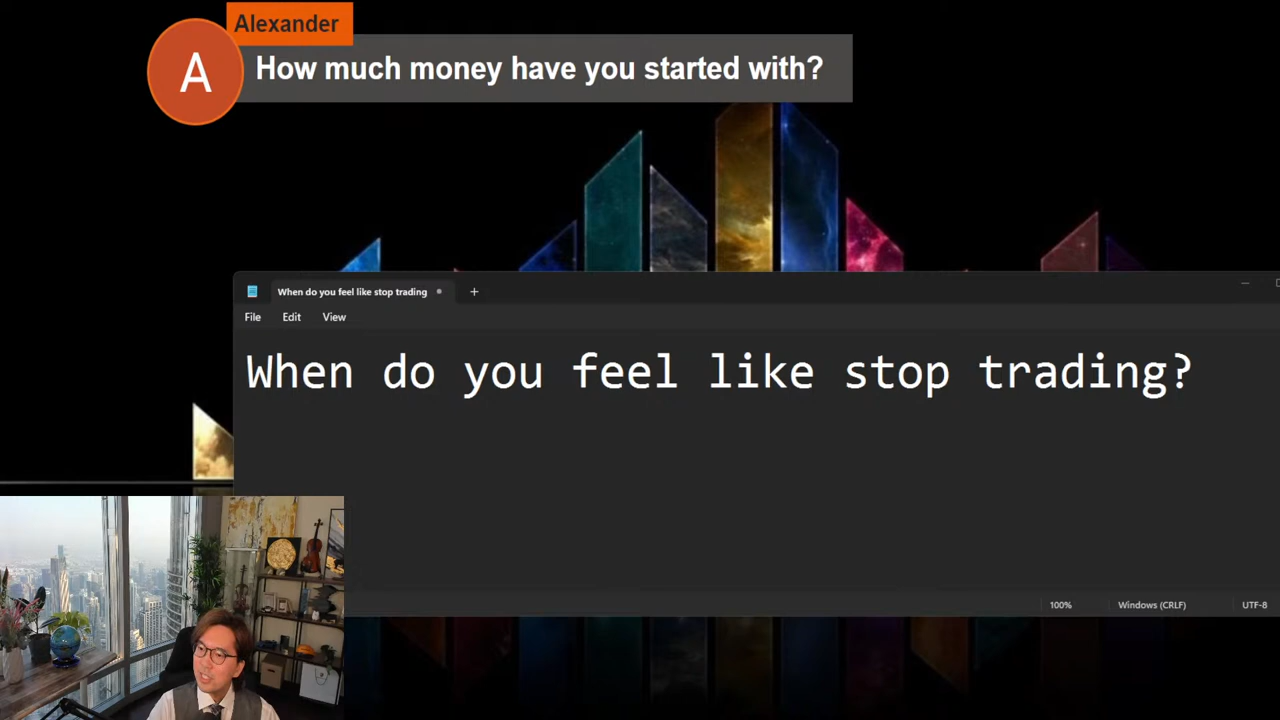 Alexander
A
How much money have you started with?
When do you feel like stop trading
File Edit View
When do you feel like stop trading?
100% Windows (CRLF) UTF-8